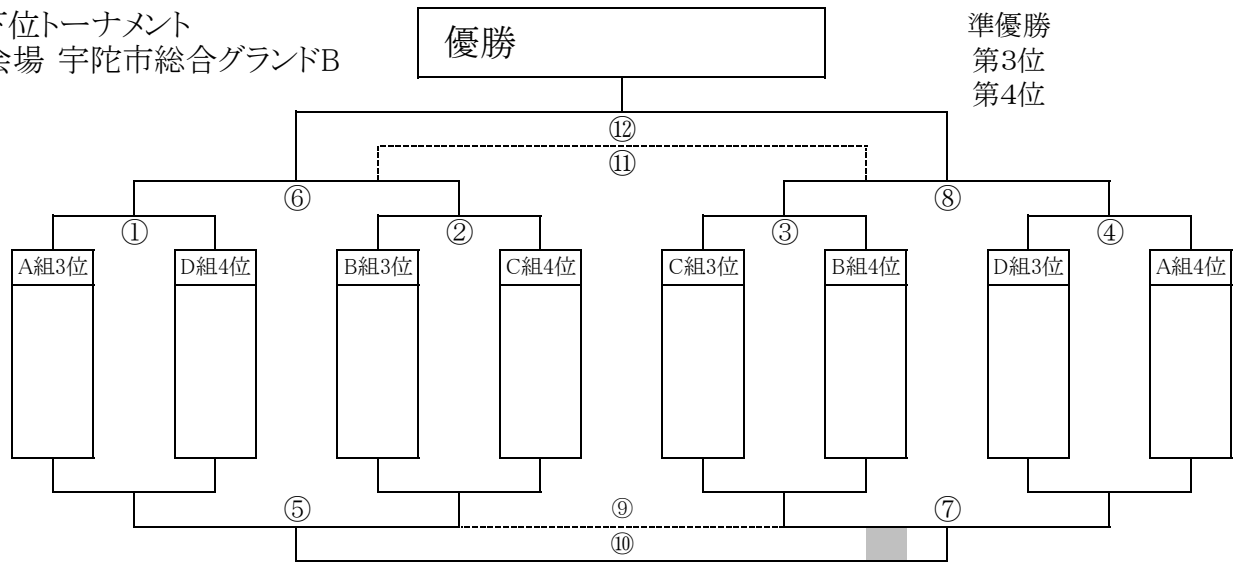 下位トーナメント
会場 宇陀市総合グランドB
優勝
準優勝
第3位
第4位
⑫
⑪
⑥
⑧
①
②
③
④
A組3位
D組4位
B組3位
C組4位
C組3位
B組4位
D組3位
A組4位
⑤
⑨
⑦
⑩